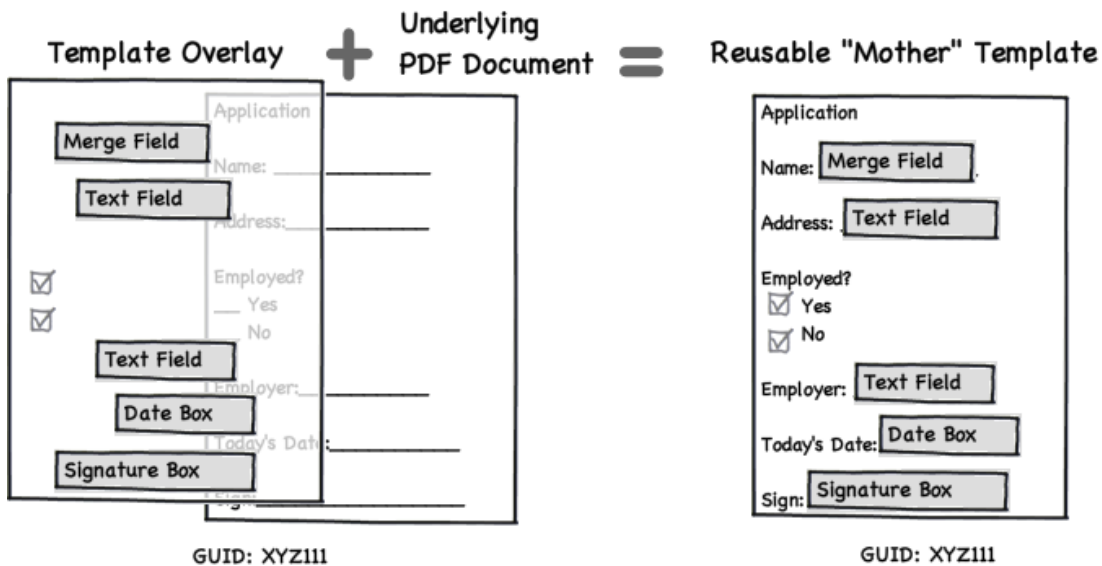 Template Overlay
+
Underlying
PDF Document
=
Reusable "Mother" Template
Merge Field
Text Field
Text Field
Date Box
Signature Box
Application
Name:
Address:
Employed?
Yes
No
Employer:
Today's Date:
Sign:
GUID: XYZ111
Application
Name: Merge Field
Address: Text Field
Employed?
Yes
No
Employer: Text Field
Today's Date: Date Box
Sign: Signature Box
GUID: XYZ111